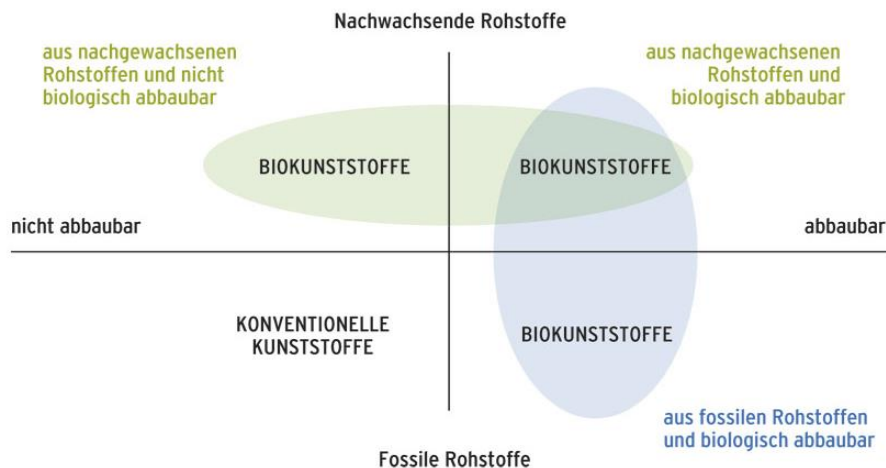 Nachwachsende Rohstoffe
aus nachgewachsenen
Rohstoffen und nicht
biologisch abbaubar
aus nachgewachsenen
Rohstoffen und
biologisch abbaubar
BIOKUNSTSTOFFE
BIOKUNSTSTOFFE
nicht abbaubar
abbaubar
KONVENTIONELLE
KUNSTSTOFFE
BIOKUNSTSTOFFE
aus fossilen Rohstoffen
und biologisch abbaubar
Fossile Rohstoffe